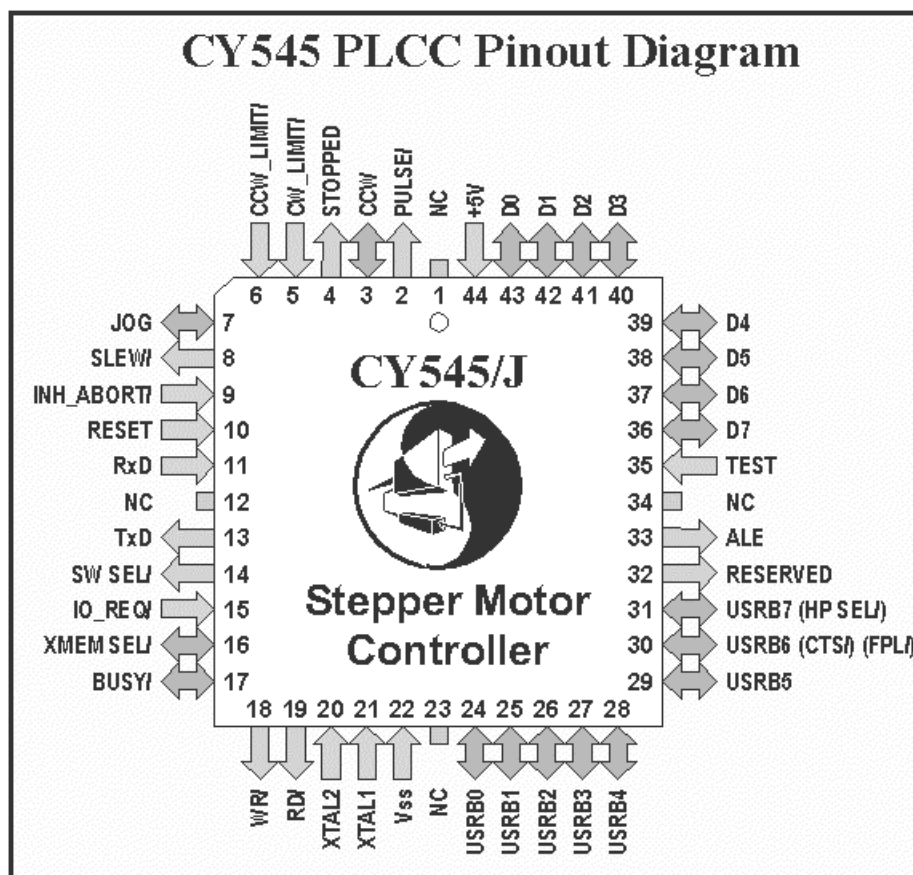 CY545 PLCC Pinout Diagram
CCW_LIMIT/
CW_LIMIT/
STOPPED
CCW
PULSE/
NC
+5V
D0
D1
D2
D3
6 5 4 3 2 1 44 43 42 41 40
JOG 7 39 D4
SLEW/ 8 38 D5
INH_ABORT/ 9 37 D6
RESET 10 36 D7
RxD 11 35 TEST
NC 12 34 NC
TxD 13 33 ALE
SW SEL/ 14 32 RESERVED
IO_REQ/ 15 31 USRB7 (HP SEL/)
XMEM SEL/ 16 30 USRB6 (CTS/) (FPL/)
BUSY/ 17 29 USRB5
CY545/J
Stepper Motor
Controller
18 19 20 21 22 23 24 25 26 27 28
WR/
RD/
XTAL2
XTAL1
Vss
NC
USRB0
USRB1
USRB2
USRB3
USRB4